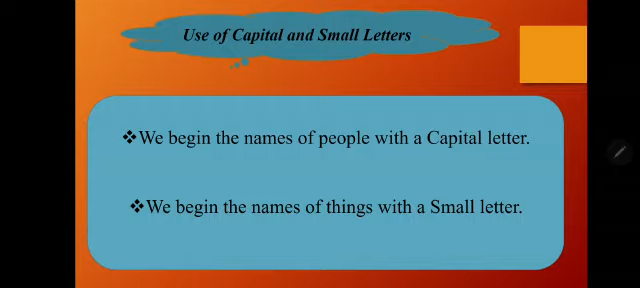 Use of Capital and Small Letters
❖We begin the names of people with a Capital letter.
❖We begin the names of things with a Small letter.